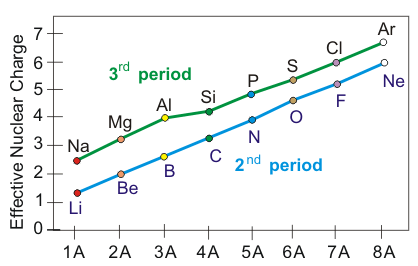 Effective Nuclear Charge
7
6
5
4
3
2
1
0
3rd period
2nd period
Na
Mg
Al
Si
P
S
Cl
Ar
Li
Be
B
C
N
O
F
Ne
1A 2A 3A 4A 5A 6A 7A 8A